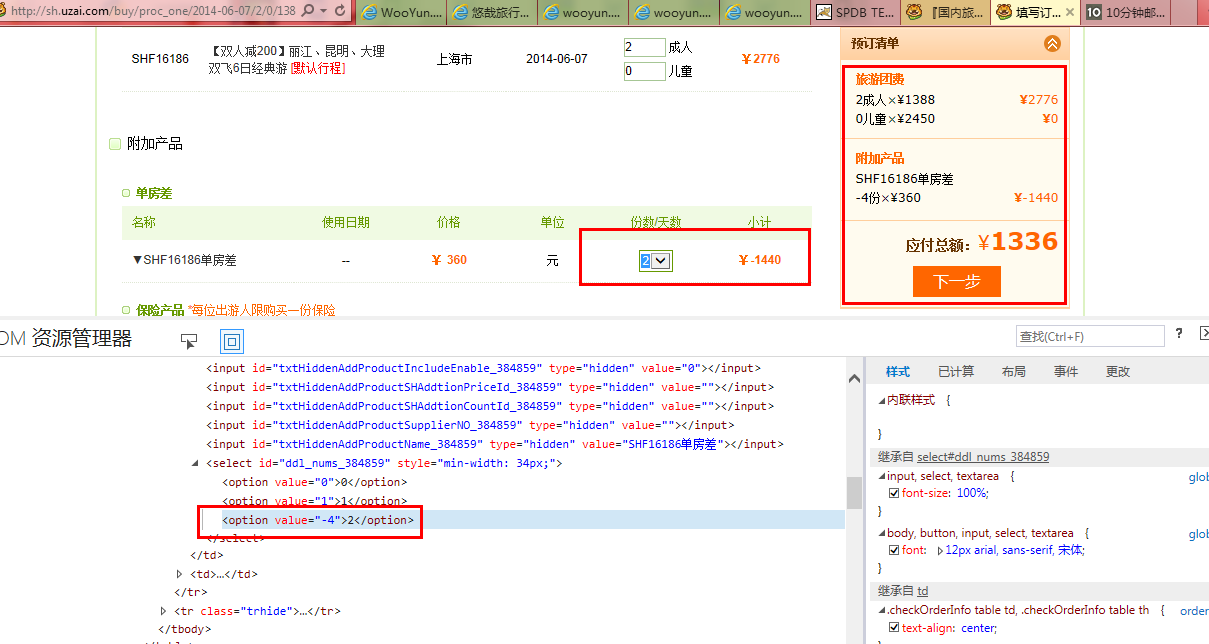 http://sh.uzai.com/buy/proc_one/2014-06-07/2/0/138
WooYun....
悠哉旅行...
wooyun....
wooyun....
wooyun....
SPDB TE...
『国内旅...
填写订...
10 10分钟邮...
SHF16186
【双人减200】丽江、昆明、大理
双飞6日经典游 [默认行程]
上海市
2014-06-07
2 成人
0 儿童
¥ 2776
附加产品
单房差
名称 使用日期 价格 单位 份数/天数 小计
▼SHF16186单房差 -- ¥ 360 元 2 ¥ -1440
保险产品 *每位出游人限购买一份保险
预订清单
旅游团费
2成人×¥1388 ¥2776
0儿童×¥2450 ¥0
附加产品
SHF16186单房差
-4份×¥360 ¥-1440
应付总额：¥1336
下一步
OM 资源管理器
查找(Ctrl+F)
?
<input id="txtHiddenAddProductIncludeEnable_384859" type="hidden" value="0"></input>
<input id="txtHiddenAddProductSHAddtionPriceId_384859" type="hidden" value=""></input>
<input id="txtHiddenAddProductSHAddtionCountId_384859" type="hidden" value=""></input>
<input id="txtHiddenAddProductSupplierNO_384859" type="hidden" value=""></input>
<input id="txtHiddenAddProductName_384859" type="hidden" value="SHF16186单房差"></input>
<select id="ddl_nums_384859" style="min-width: 34px;">
<option value="0">0</option>
<option value="1">1</option>
<option value="-4">2</option>
</select>
</td>
<td>…</td>
</tr>
<tr class="trhide">…</tr>
</tbody>
样式 已计算 布局 事件 更改
内联样式 {
}
继承自 select#ddl_nums_384859
input, select, textarea { glob
font-size: 100%;
}
body, button, input, select, textarea { glob
font: 12px arial, sans-serif, 宋体;
}
继承自 td
.checkOrderInfo table td, .checkOrderInfo table th { order
text-align: center;